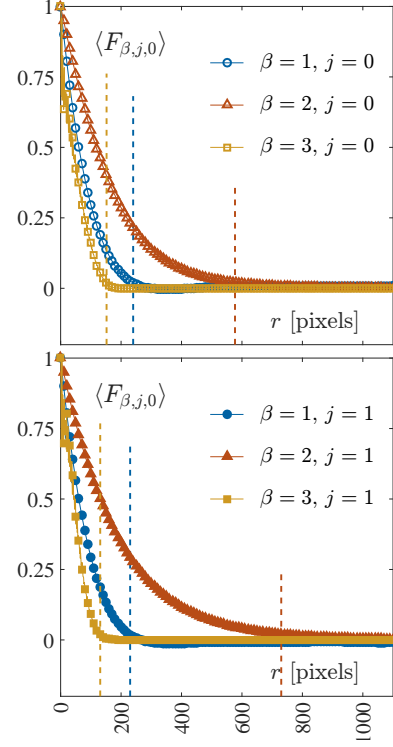 1
⟨F_{β,j,0}⟩
β = 1, j = 0
0.75
β = 2, j = 0
β = 3, j = 0
0.5
0.25
0
r [pixels]
1
⟨F_{β,j,0}⟩
β = 1, j = 1
0.75
β = 2, j = 1
β = 3, j = 1
0.5
0.25
0
r [pixels]
0
200
400
600
800
1000